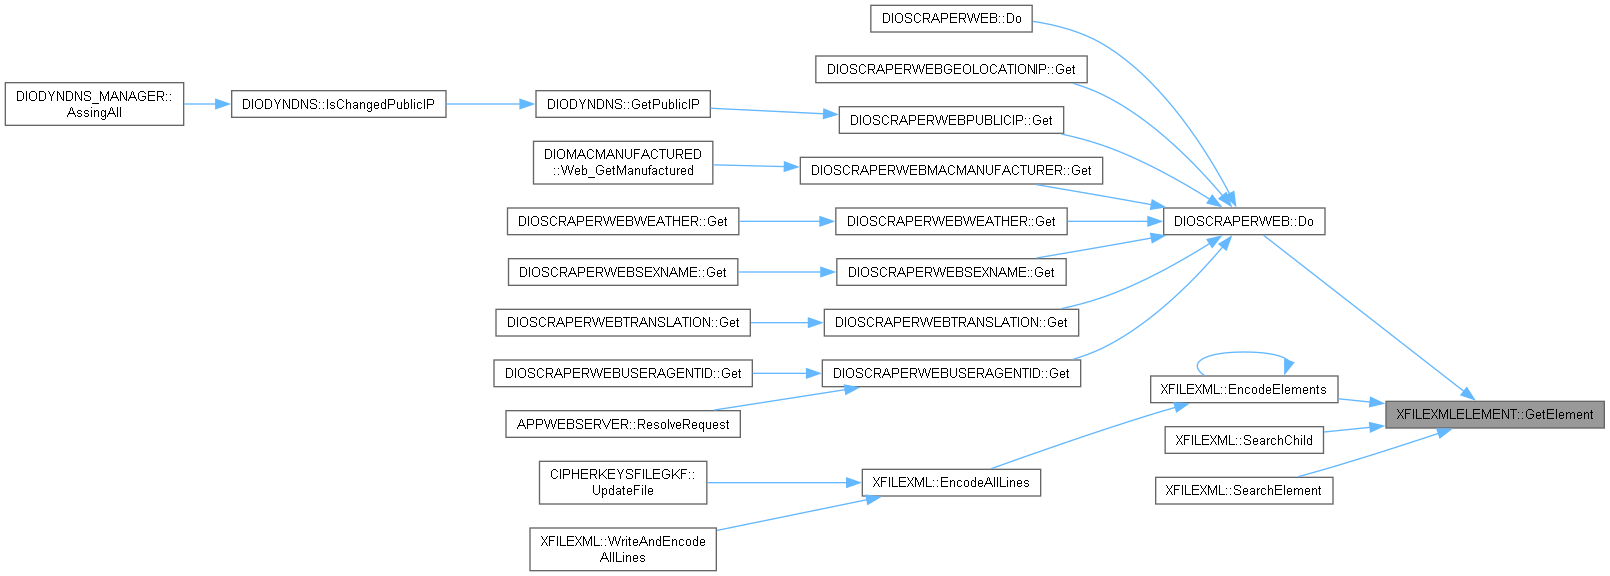 DIOSCRAPERWEB::Do
DIOSCRAPERWEBGEOLOCATIONIP::Get
DIODYNDNS_MANAGER::
AssingAll
DIODYNDNS::IsChangedPublicIP
DIODYNDNS::GetPublicIP
DIOSCRAPERWEBPUBLICIP::Get
DIOMACMANUFACTURED
::Web_GetManufactured
DIOSCRAPERWEBMACMANUFACTURER::Get
DIOSCRAPERWEBWEATHER::Get
DIOSCRAPERWEBWEATHER::Get
DIOSCRAPERWEB::Do
DIOSCRAPERWEBSEXNAME::Get
DIOSCRAPERWEBSEXNAME::Get
DIOSCRAPERWEBTRANSLATION::Get
DIOSCRAPERWEBTRANSLATION::Get
DIOSCRAPERWEBUSERAGENTID::Get
DIOSCRAPERWEBUSERAGENTID::Get
XFILEXML::EncodeElements
XFILEXMLELEMENT::GetElement
APPWEBSERVER::ResolveRequest
XFILEXML::SearchChild
CIPHERKEYSFILEGKF::
UpdateFile
XFILEXML::EncodeAllLines
XFILEXML::SearchElement
XFILEXML::WriteAndEncode
AllLines